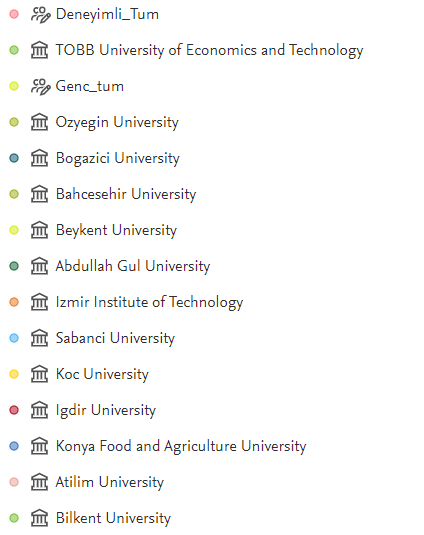 Deneyimli_Tum
TOBB University of Economics and Technology
Genc_tum
Ozyegin University
Bogazici University
Bahcesehir University
Beykent University
Abdullah Gul University
Izmir Institute of Technology
Sabanci University
Koc University
Igdir University
Konya Food and Agriculture University
Atilim University
Bilkent University